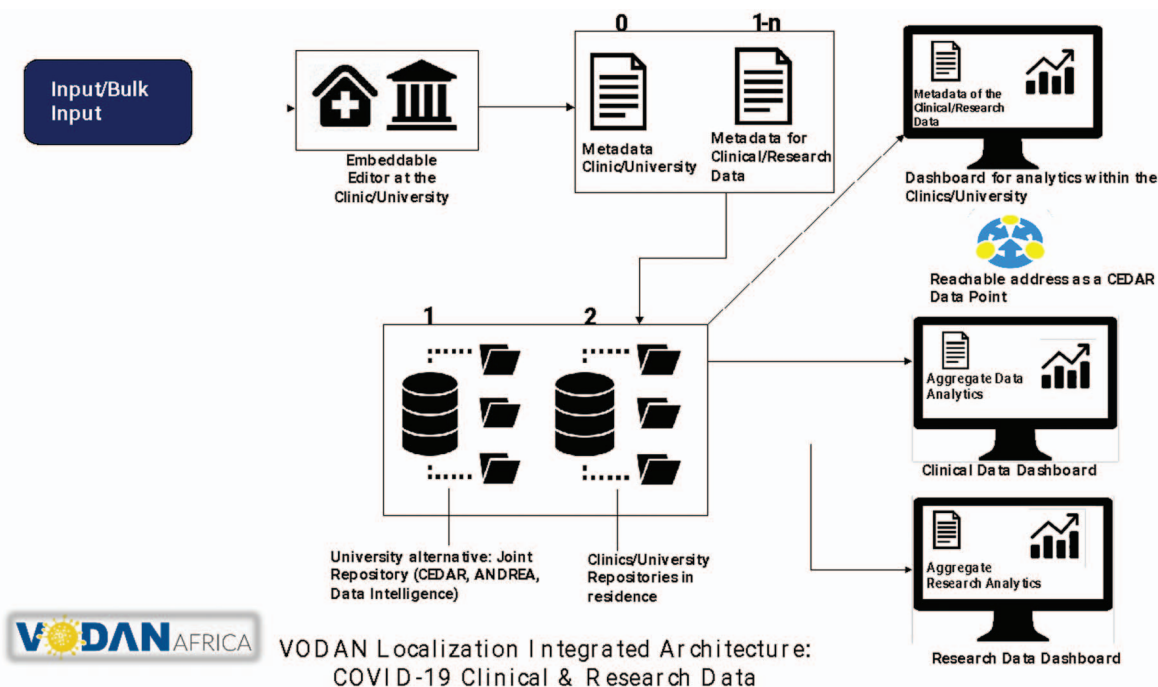 Input/Bulk
Input
Embeddable
Editor at the
Clinic/University
0
1-n
Metadata
Clinic/University
Metadata for
Clinical/Research
Data
Metadata of the
Clinical/Research
Data
Dashboard for analytics within the
Clinics/University
Reachable address as a CEDAR
Data Point
1
2
Aggregate Data
Analytics
Clinical Data Dashboard
University alternative: Joint
Repository (CEDAR, ANDREA,
Data Intelligence)
Clinics/University
Repositories in
residence
Aggregate
Research Analytics
Research Data Dashboard
VODAN AFRICA
VODAN Localization Integrated Architecture:
COVID-19 Clinical & Research Data